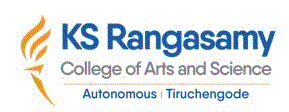 KS Rangasamy
College of Arts and Science
Autonomous | Tiruchengode